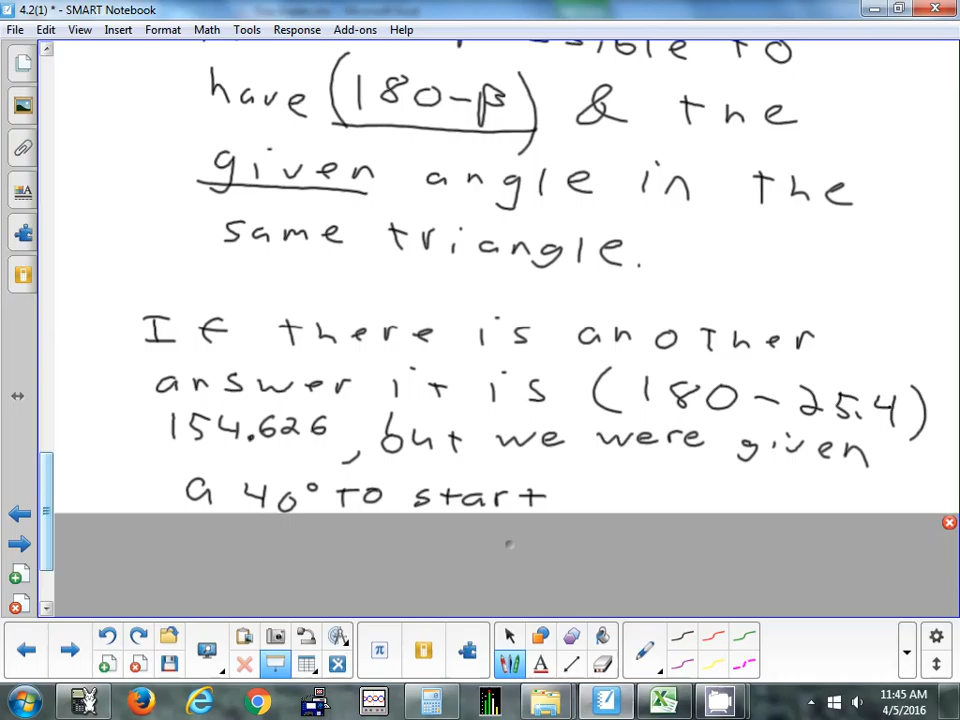 4.2(1) * - SMART Notebook
File Edit View Insert Format Math Tools Response Add-ons Help
to
have (180-β) & the
given angle in the
same triangle.
If there is another
answer it is (180-25.4)
154.626, but we were given
a 40° to start
11:45 AM
4/5/2016